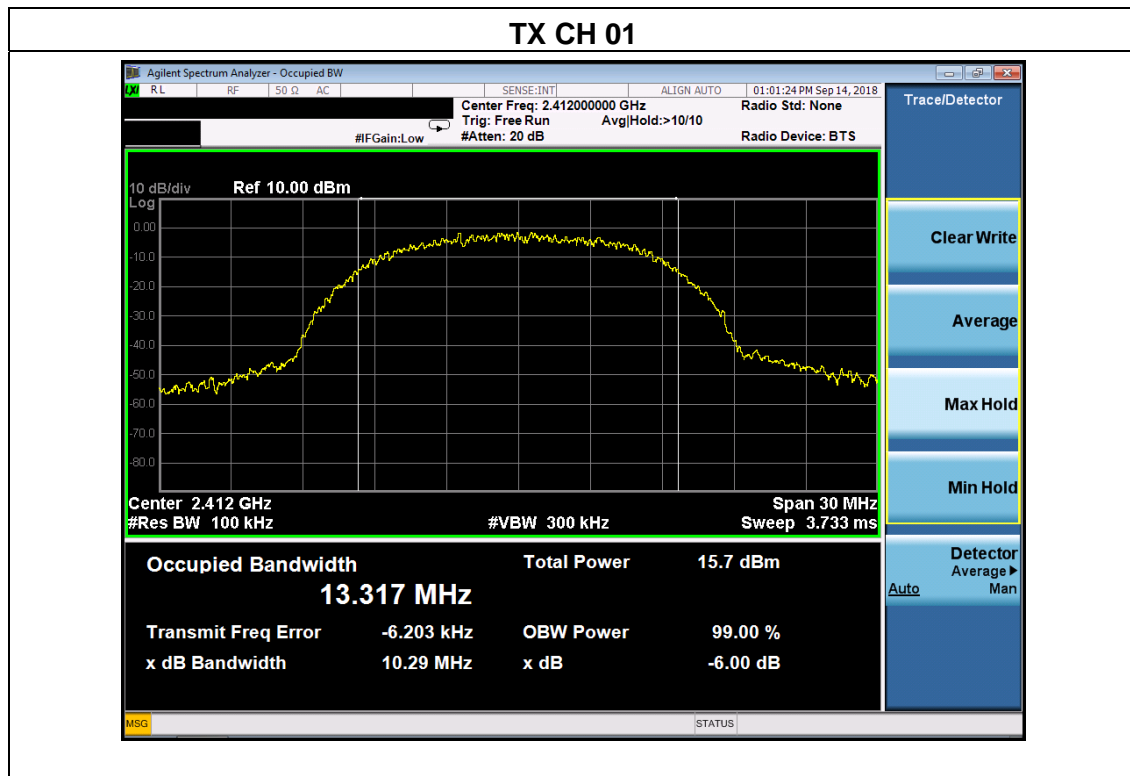 TX CH 01
Agilent Spectrum Analyzer - Occupied BW
LXI RL RF 50 Ω AC SENSE:INT ALIGN AUTO 01:01:24 PM Sep 14, 2018
Center Freq: 2.412000000 GHz Radio Std: None
Trig: Free Run Avg|Hold:>10/10
#IFGain:Low #Atten: 20 dB Radio Device: BTS
Trace/Detector
10 dB/div Ref 10.00 dBm
Log
0.00
-10.0
-20.0
-30.0
-40.0
-50.0
-60.0
-70.0
-80.0
Center 2.412 GHz Span 30 MHz
#Res BW 100 kHz #VBW 300 kHz Sweep 3.733 ms
Occupied Bandwidth Total Power 15.7 dBm
13.317 MHz
Transmit Freq Error -6.203 kHz OBW Power 99.00 %
x dB Bandwidth 10.29 MHz x dB -6.00 dB
Clear Write
Average
Max Hold
Min Hold
Detector
Average
Auto Man
MSG STATUS